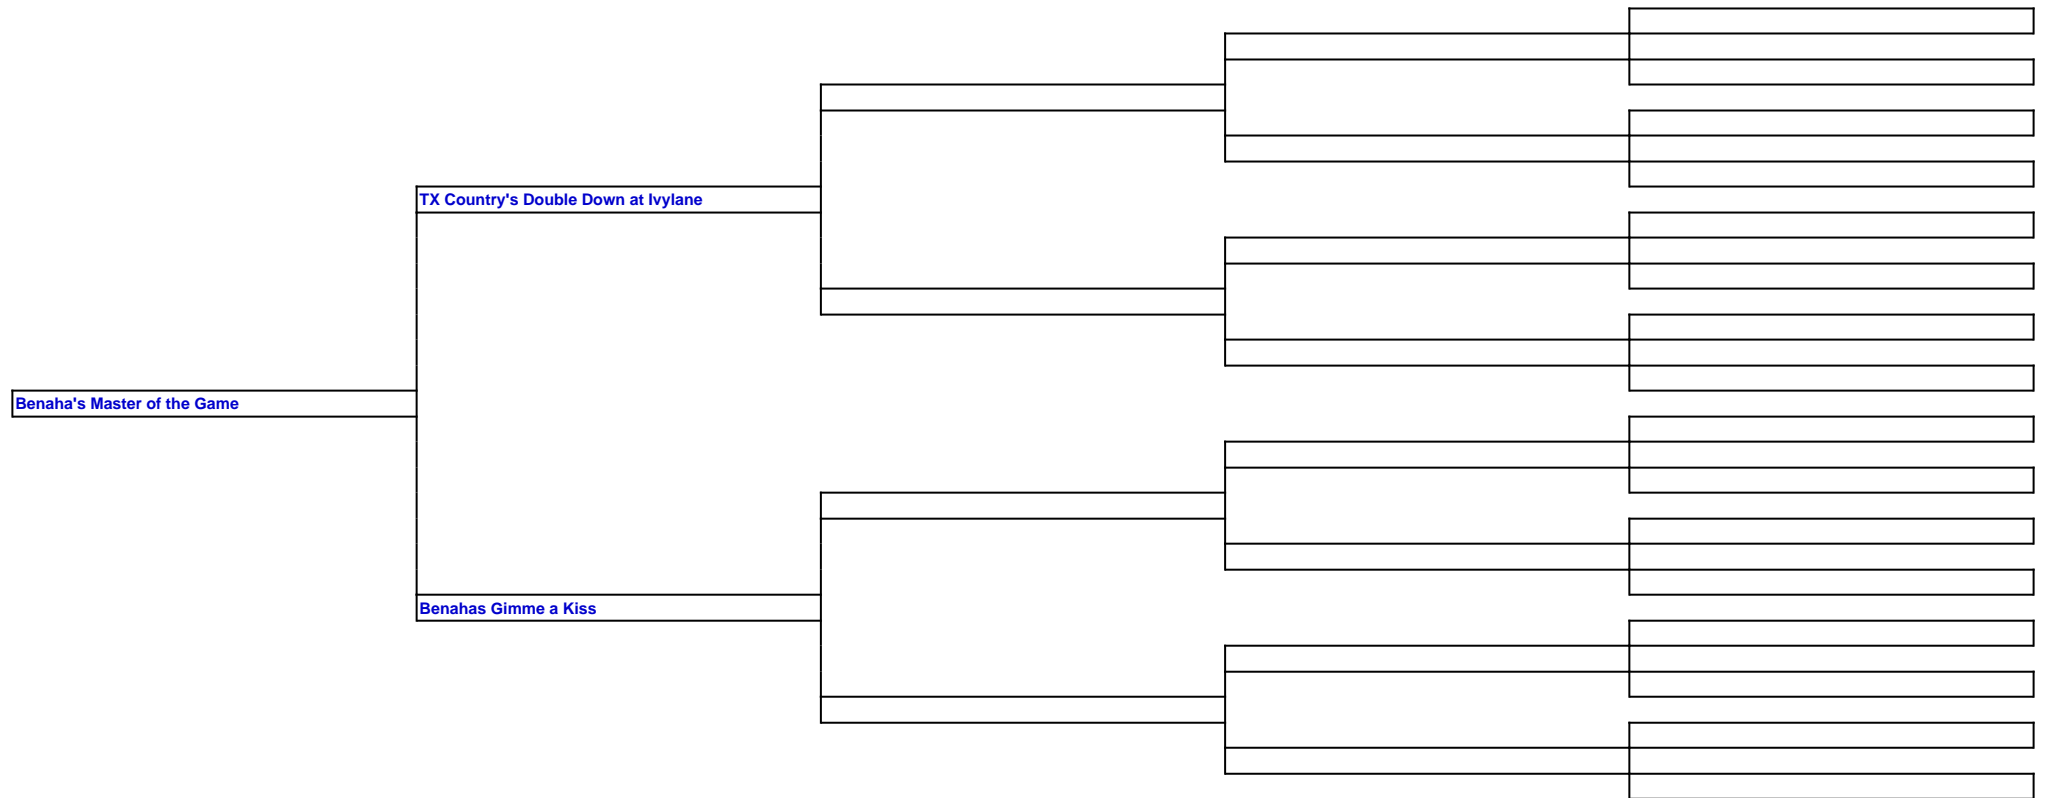 TX Country's Double Down at Ivylane
Benaha's Master of the Game
Benahas Gimme a Kiss